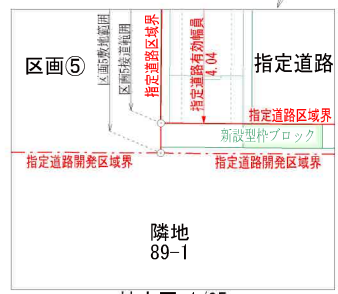 区画⑤
区画5敷地範囲
区画5接道範囲
指定道路区域界
指定道路有効幅員
4.04
指定道路
指定道路区域界
新設型枠ブロック
指定道路開発区域界
指定道路開発区域界
隣地
89-1